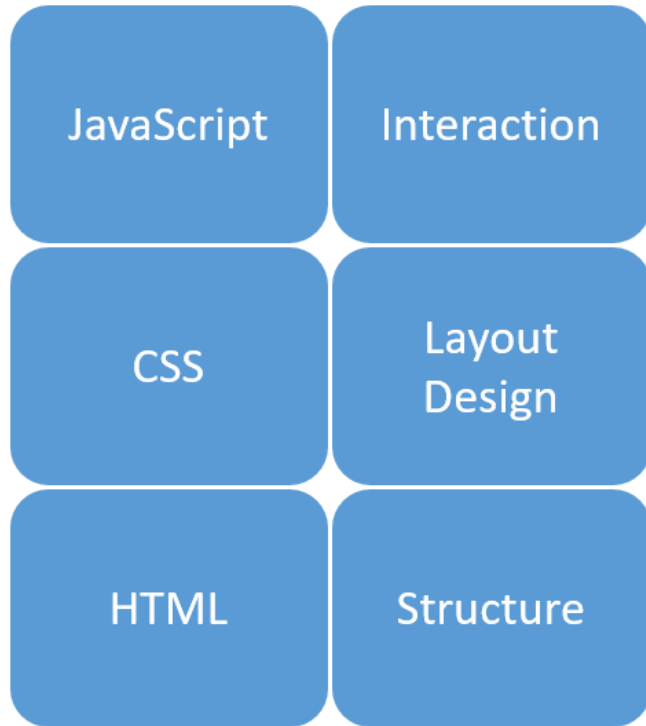 JavaScript
Interaction
CSS
Layout
Design
HTML
Structure